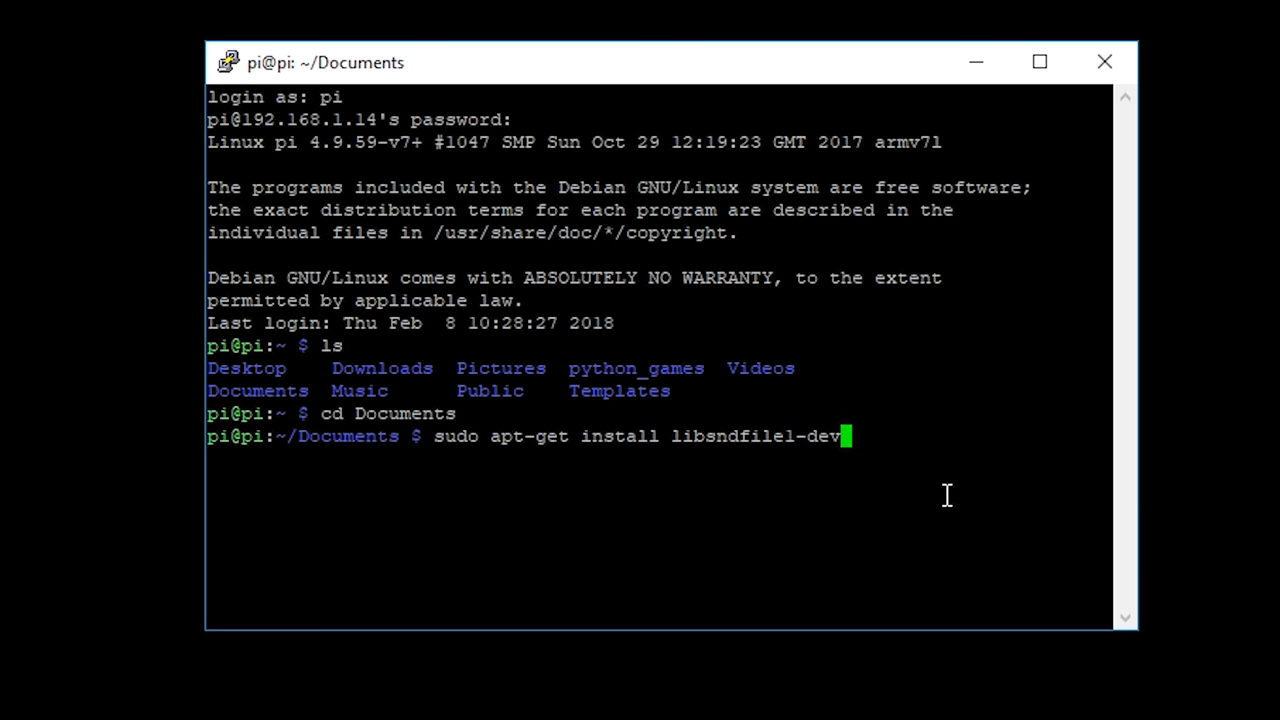 pi@pi: ~/Documents
login as: pi
pi@192.168.1.14's password:
Linux pi 4.9.59-v7+ #1047 SMP Sun Oct 29 12:19:23 GMT 2017 armv7l

The programs included with the Debian GNU/Linux system are free software;
the exact distribution terms for each program are described in the
individual files in /usr/share/doc/*/copyright.

Debian GNU/Linux comes with ABSOLUTELY NO WARRANTY, to the extent
permitted by applicable law.
Last login: Thu Feb  8 10:28:27 2018
pi@pi:~ $ ls
Desktop    Downloads  Pictures  python_games  Videos
Documents  Music      Public    Templates
pi@pi:~ $ cd Documents
pi@pi:~/Documents $ sudo apt-get install libsndfile1-dev